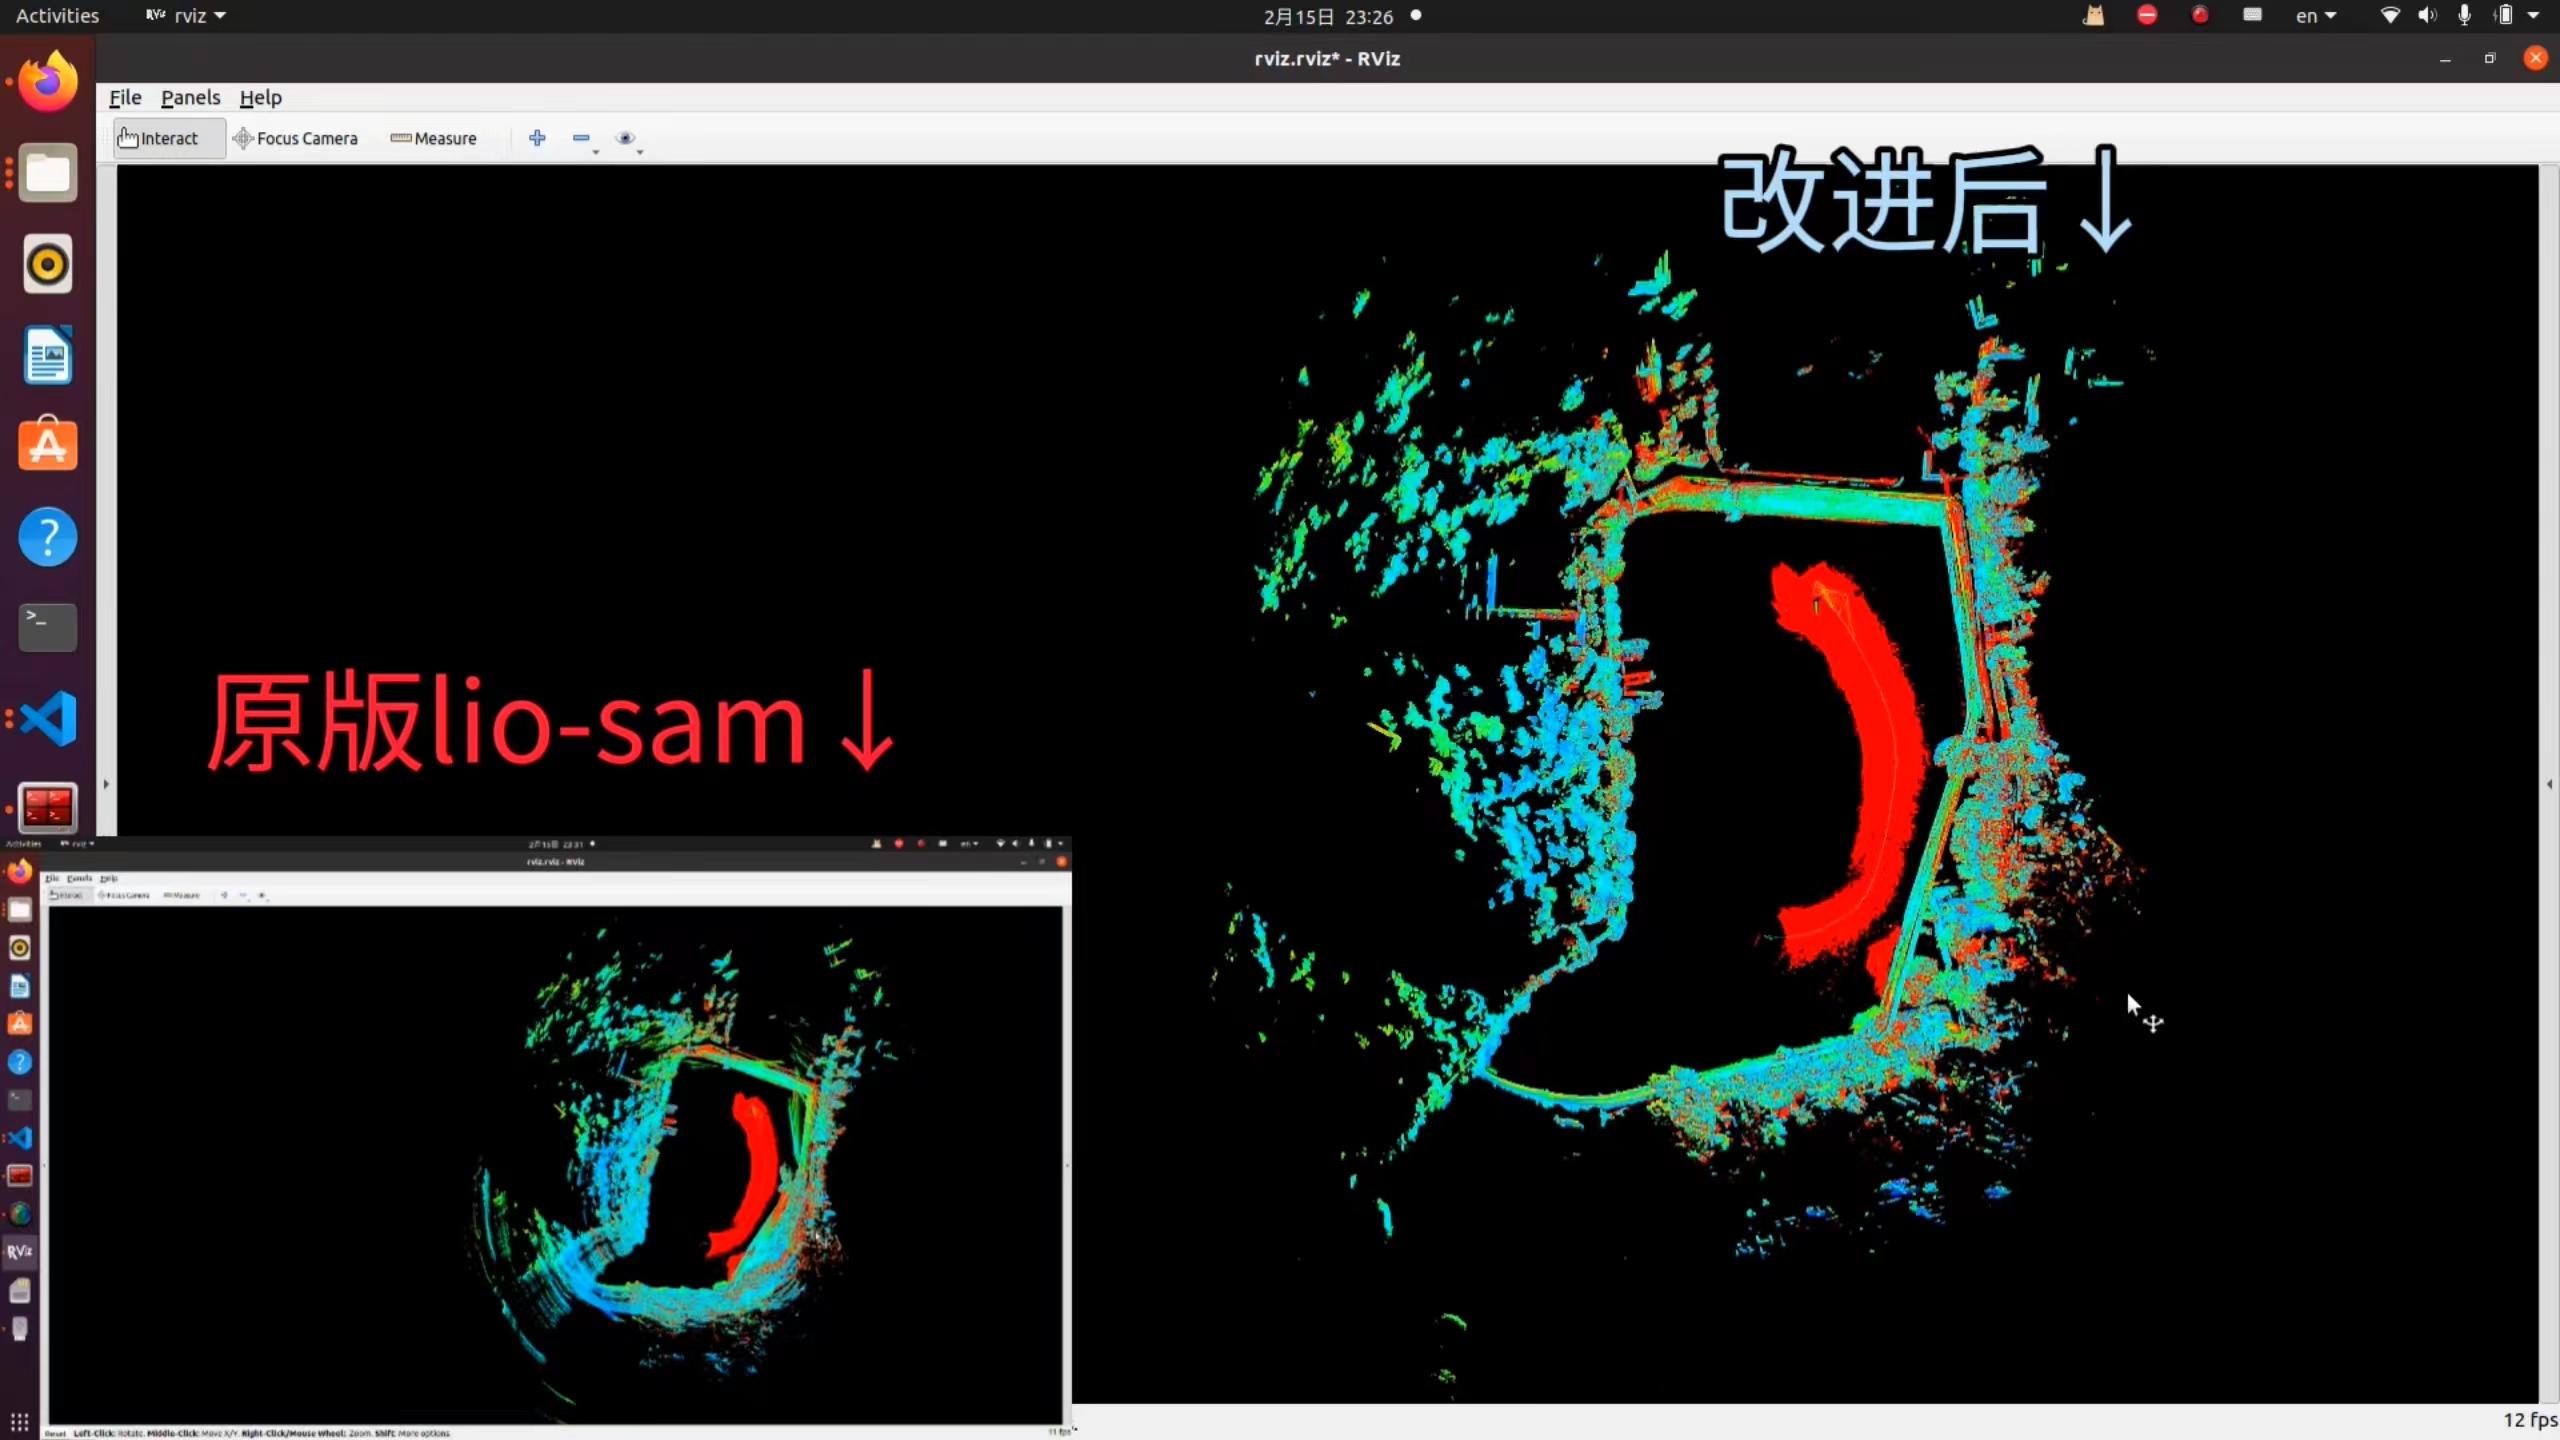 Activities
rviz
2月15日 23:26
en
rviz.rviz* - RViz
File Panels Help
Interact Focus Camera Measure
改进后↓
原版lio-sam↓
Activities
rviz
2月15日 23:31
rviz.rviz - RViz
File Panels Help
Interact Focus Camera Measure
RViz
Reset Left-Click: Rotate. Middle-Click: Move X/Y. Right-Click/Mouse Wheel: Zoom. Shift: More options.
11 fps
12 fps